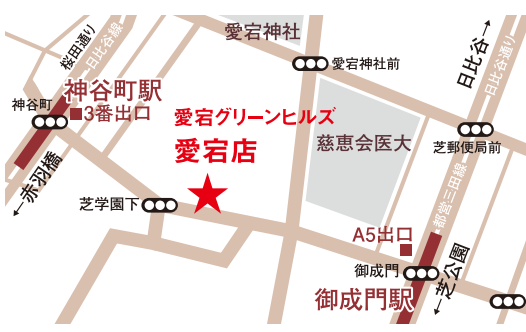 愛宕神社
桜田通り
日比谷線
日比谷
日比谷通り
愛宕神社前
神谷町駅
神谷町
3番出口
愛宕グリーンヒルズ
愛宕店
慈恵会医大
芝郵便局前
赤羽橋
芝学園下
都営三田線
A5出口
御成門
芝公園
御成門駅